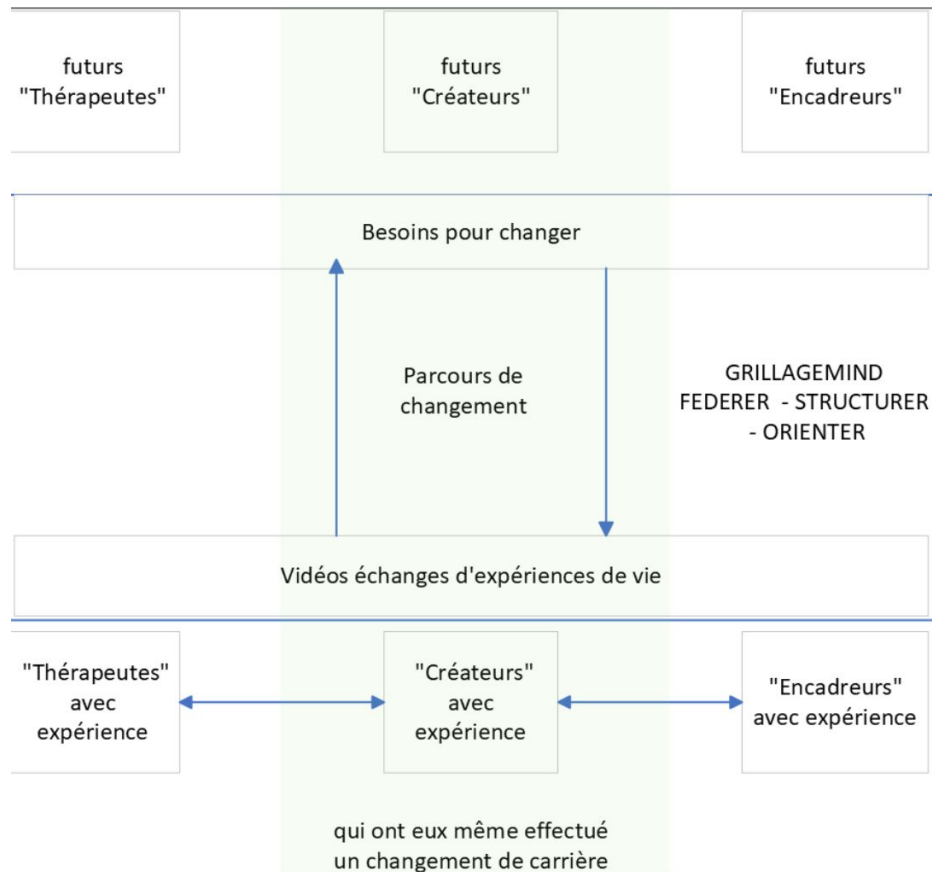 futurs
"Thérapeutes"
futurs
"Créateurs"
futurs
"Encadreurs"
Besoins pour changer
Parcours de
changement
GRILLAGEMIND
FEDERER - STRUCTURER
- ORIENTER
Vidéos échanges d'expériences de vie
"Thérapeutes"
avec
expérience
"Créateurs"
avec
expérience
"Encadreurs"
avec expérience
qui ont eux même effectué
un changement de carrière